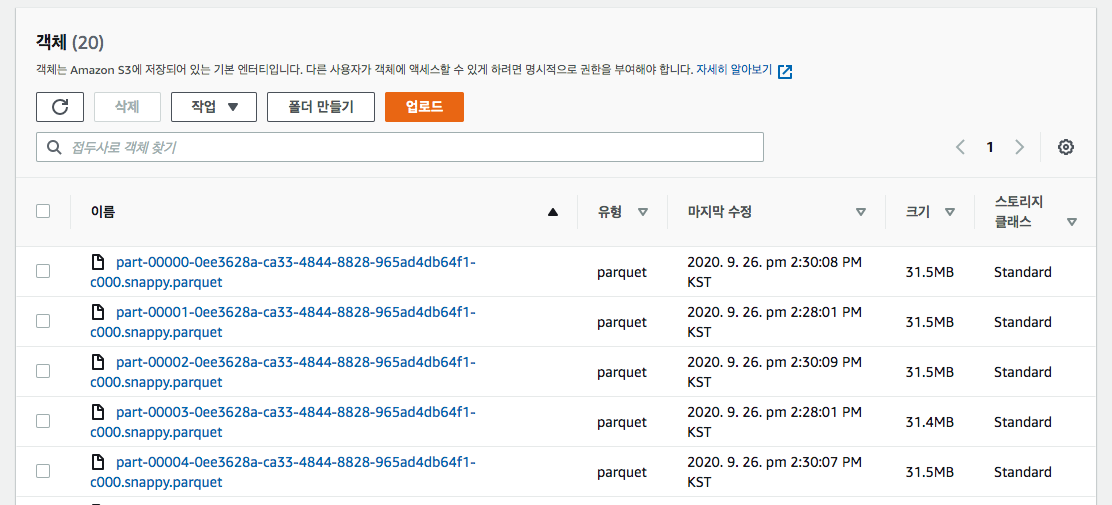 객체 (20)
객체는 Amazon S3에 저장되어 있는 기본 엔터티입니다. 다른 사용자가 객체에 액세스할 수 있게 하려면 명시적으로 권한을 부여해야 합니다. 자세히 알아보기
삭제 작업 폴더 만들기 업로드
접두사로 객체 찾기 1
이름 유형 마지막 수정 크기 스토리지
클래스
part-00000-0ee3628a-ca33-4844-8828-965ad4db64f1- parquet 2020. 9. 26. pm 2:30:08 PM 31.5MB Standard
c000.snappy.parquet KST
part-00001-0ee3628a-ca33-4844-8828-965ad4db64f1- parquet 2020. 9. 26. pm 2:28:01 PM 31.5MB Standard
c000.snappy.parquet KST
part-00002-0ee3628a-ca33-4844-8828-965ad4db64f1- parquet 2020. 9. 26. pm 2:30:09 PM 31.5MB Standard
c000.snappy.parquet KST
part-00003-0ee3628a-ca33-4844-8828-965ad4db64f1- parquet 2020. 9. 26. pm 2:28:01 PM 31.4MB Standard
c000.snappy.parquet KST
part-00004-0ee3628a-ca33-4844-8828-965ad4db64f1- parquet 2020. 9. 26. pm 2:30:07 PM 31.5MB Standard
c000.snappy.parquet KST